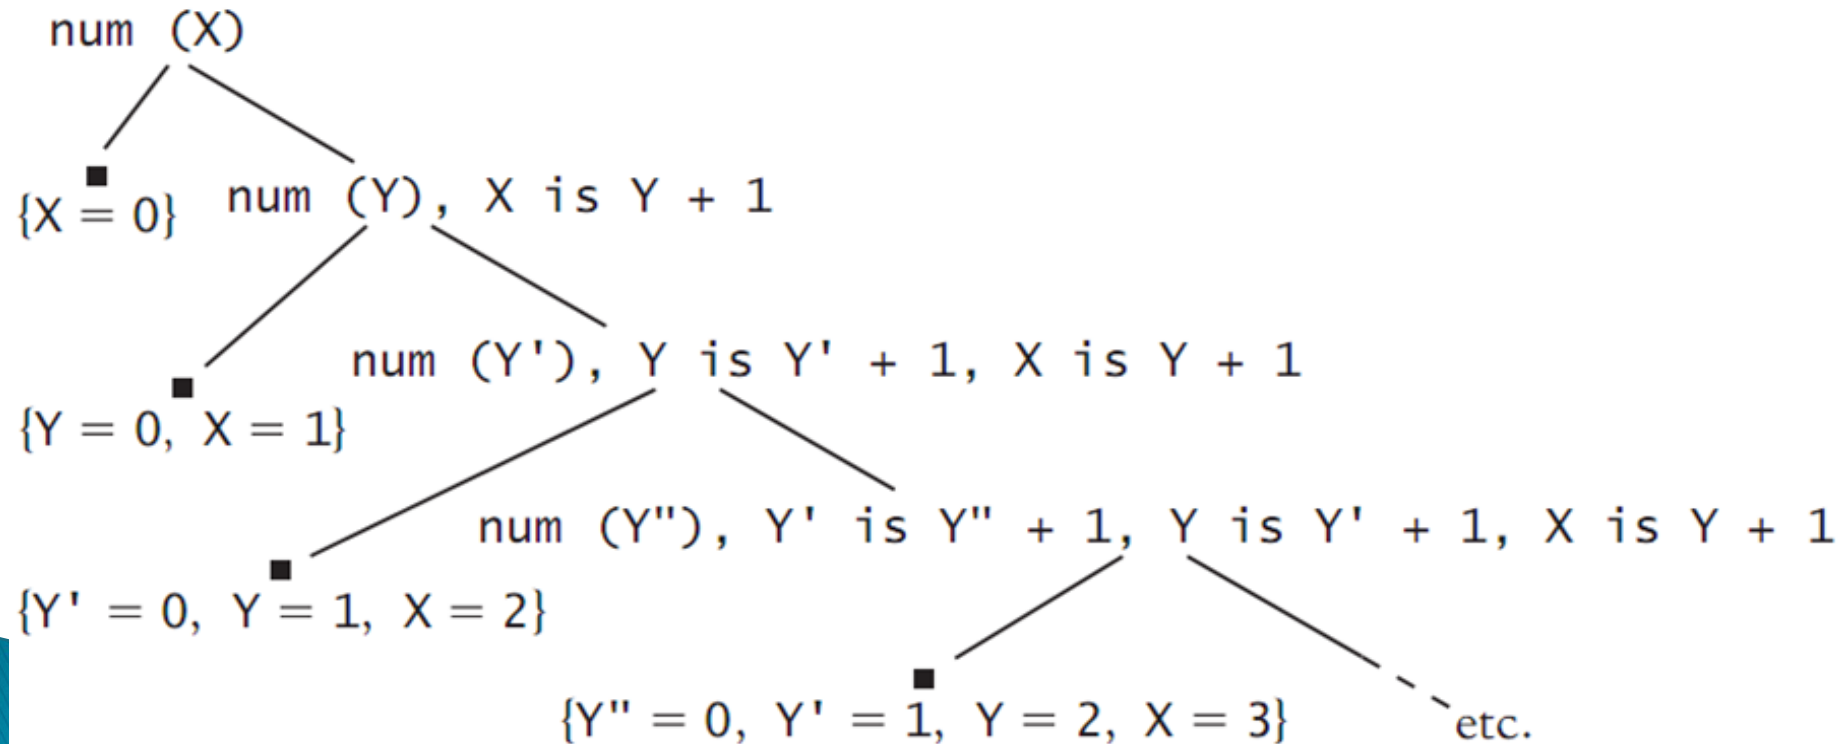 num (X)
{X = 0}
num (Y), X is Y + 1
num (Y'), Y is Y' + 1, X is Y + 1
{Y = 0, X = 1}
num (Y"), Y' is Y" + 1, Y is Y' + 1, X is Y + 1
{Y' = 0, Y = 1, X = 2}
{Y" = 0, Y' = 1, Y = 2, X = 3}
etc.